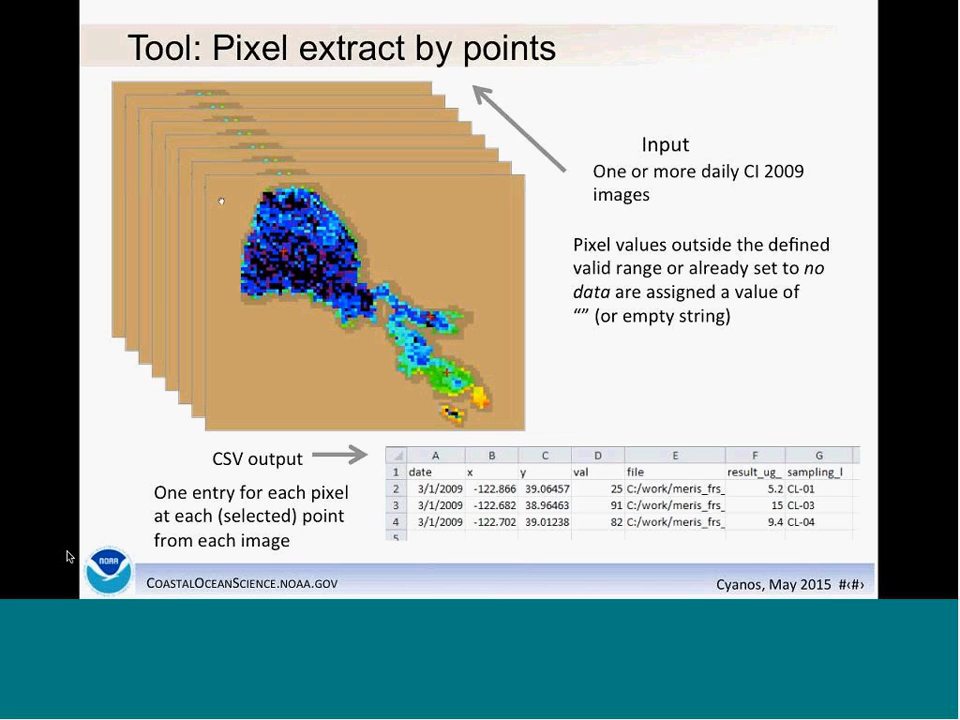 Tool: Pixel extract by points
Input
One or more daily CI 2009
images
Pixel values outside the defined
valid range or already set to no
data are assigned a value of
“” (or empty string)
CSV output
One entry for each pixel
at each (selected) point
from each image
A B C D E F G
1 date x y val file result_ug_ sampling_l
2 3/1/2009 -122.866 39.06457 25 C:/work/meris_frs_ 5.2 CL-01
3 3/1/2009 -122.682 38.96463 91 C:/work/meris_frs_ 15 CL-03
4 3/1/2009 -122.702 39.01238 82 C:/work/meris_frs_ 9.4 CL-04
5
NOAA
COASTALOCEANSCIENCE.NOAA.GOV
Cyanos, May 2015 #‹#›